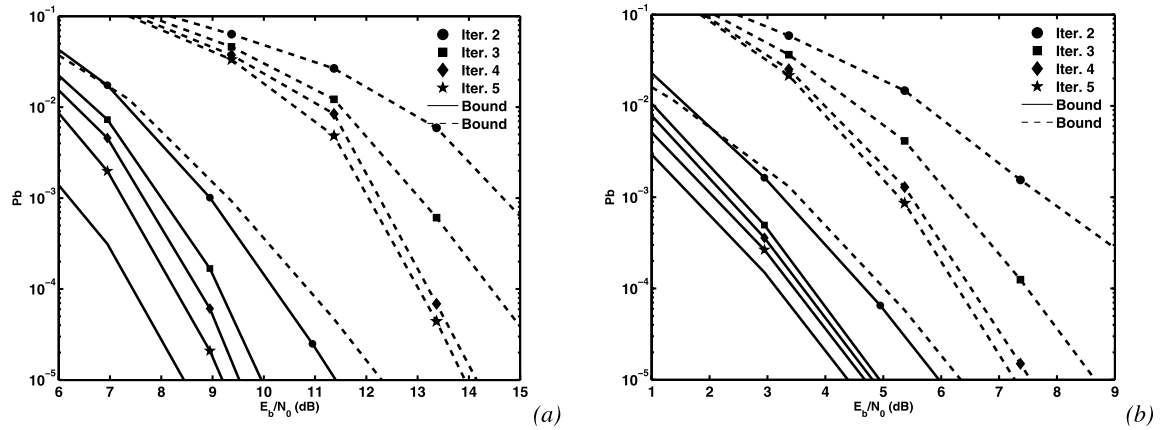 10^-1
10^-2
10^-3
10^-4
10^-5
Pb
6 7 8 9 10 11 12 13 14 15
E_b/N_0 (dB)
Iter. 2
Iter. 3
Iter. 4
Iter. 5
Bound
Bound
(a)
10^-1
10^-2
10^-3
10^-4
10^-5
Pb
1 2 3 4 5 6 7 8 9
E_b/N_0 (dB)
Iter. 2
Iter. 3
Iter. 4
Iter. 5
Bound
Bound
(b)